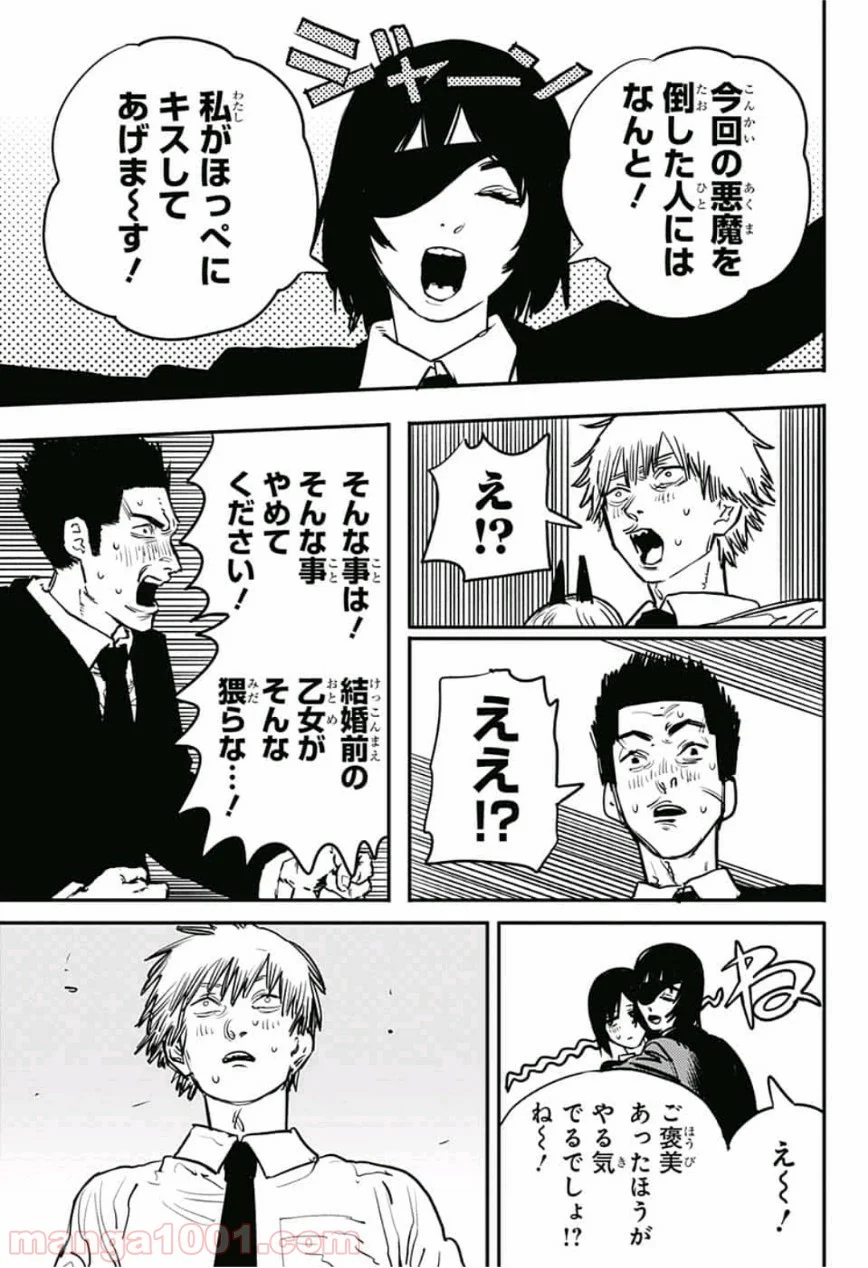 ジャーン
今回の悪魔を
倒した人には
なんと！
私がほっぺに
キスして
あげま〜す！
え！？
ええ！？
そんな事は！
そんな事
やめて
ください！
結婚前の
乙女が
そんな
猥らな…！
ね〜
え〜！
ご褒美
あったほうが
やる気
でるでしょ！？
ね〜！
manga1001.com